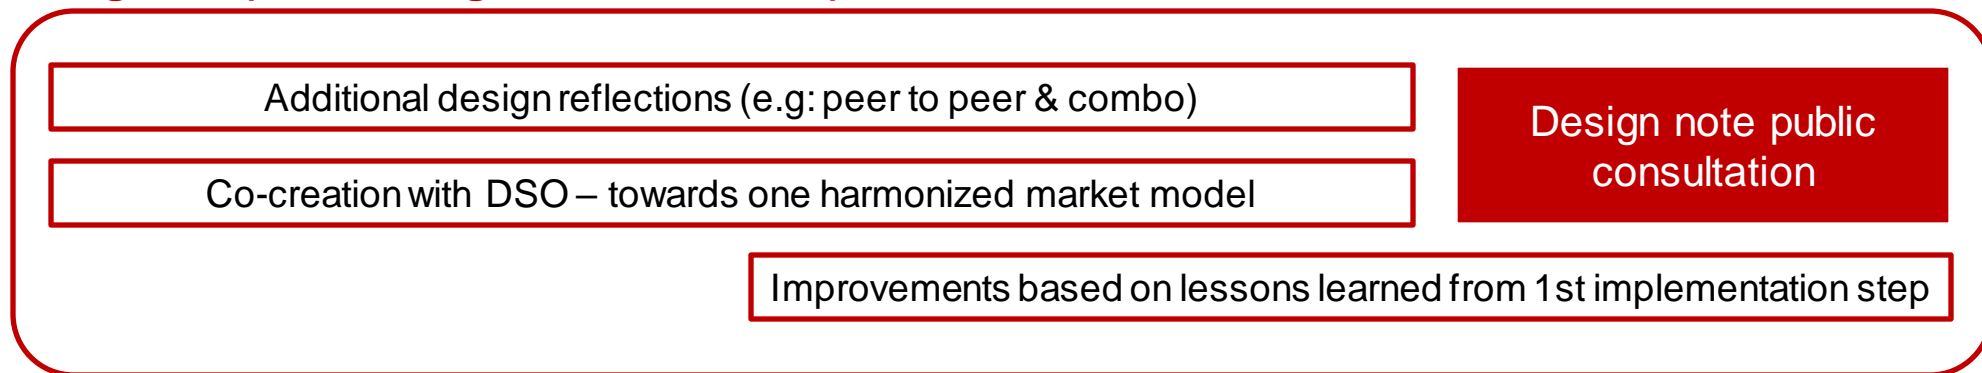 Additional design reflections (e.g: peer to peer & combo)
Co-creation with DSO – towards one harmonized market model
Design note public
consultation
Improvements based on lessons learned from 1st implementation step